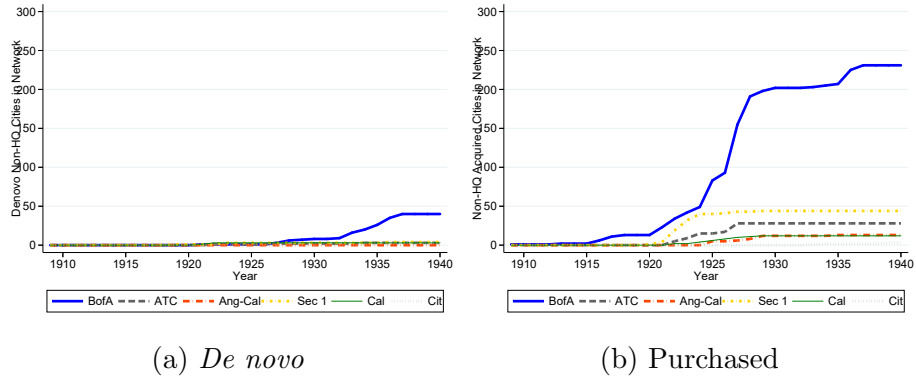 300
250
200
150
100
50
0
Denovo Non-HQ Cities in Network
1910 1915 1920 1925 1930 1935 1940
Year
BofA ATC Ang-Cal Sec 1 Cal Cit
(a) De novo
300
250
200
150
100
50
0
Non-HQ Acquired Cities in Network
1910 1915 1920 1925 1930 1935 1940
Year
BofA ATC Ang-Cal Sec 1 Cal Cit
(b) Purchased